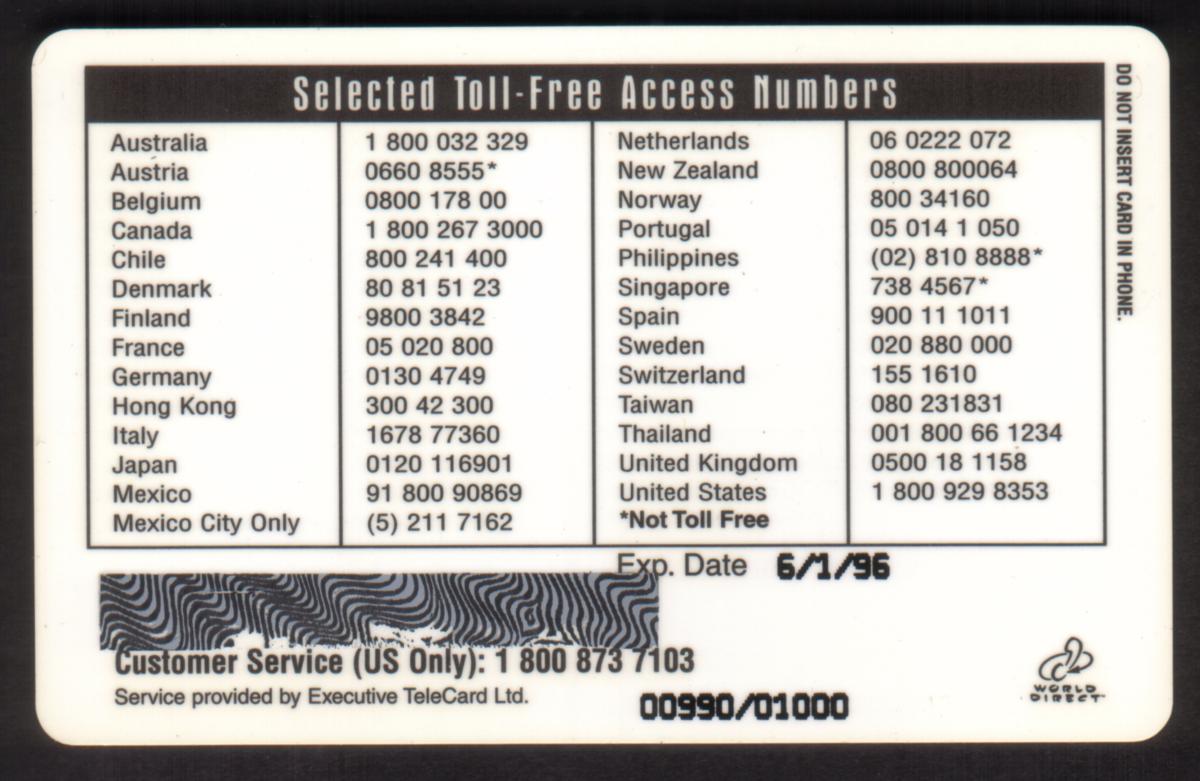 Selected Toll-Free Access Numbers
Australia 1 800 032 329
Austria 0660 8555*
Belgium 0800 178 00
Canada 1 800 267 3000
Chile 800 241 400
Denmark 80 81 51 23
Finland 9800 3842
France 05 020 800
Germany 0130 4749
Hong Kong 300 42 300
Italy 1678 77360
Japan 0120 116901
Mexico 91 800 90869
Mexico City Only (5) 211 7162
Netherlands 06 0222 072
New Zealand 0800 800064
Norway 800 34160
Portugal 05 014 1 050
Philippines (02) 810 8888*
Singapore 738 4567*
Spain 900 11 1011
Sweden 020 880 000
Switzerland 155 1610
Taiwan 080 231831
Thailand 001 800 66 1234
United Kingdom 0500 18 1158
United States 1 800 929 8353
*Not Toll Free
DO NOT INSERT CARD IN PHONE.
Exp. Date 6/1/96
Customer Service (US Only): 1 800 873 7103
Service provided by Executive TeleCard Ltd.
00990/01000
WORLD
DIRECT